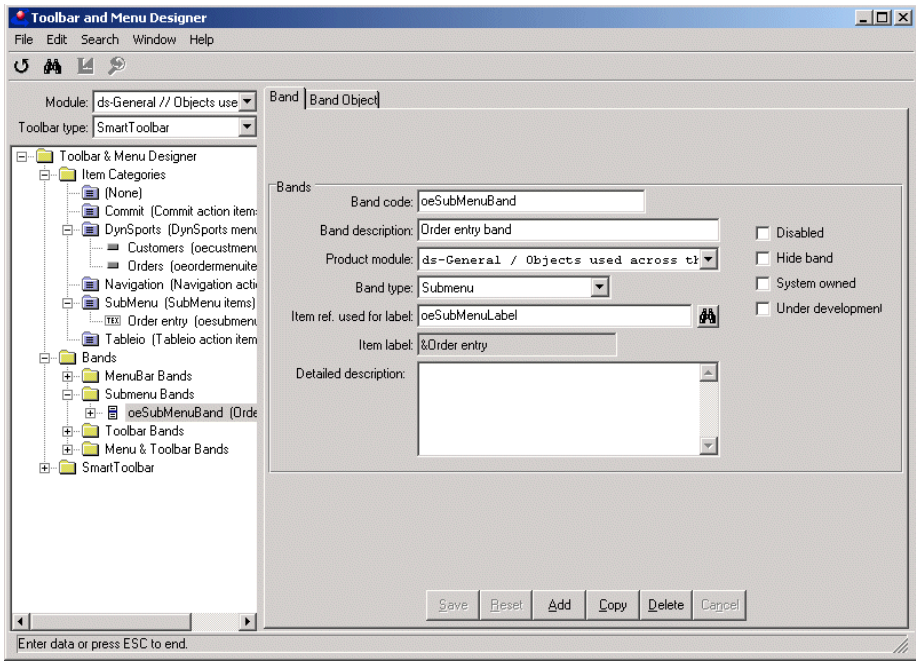 Toolbar and Menu Designer
File Edit Search Window Help
Module: ds-General // Objects use
Toolbar type: SmartToolbar
Toolbar & Menu Designer
Item Categories
(None)
Commit (Commit action item
DynSports (DynSports menu
Customers (oecustmenu
Orders (oeordermenuite
Navigation (Navigation acti
SubMenu (SubMenu items)
TEX Order entry (oesubmenu
Tableio (Tableio action item
Bands
MenuBar Bands
Submenu Bands
oeSubMenuBand (Orde
Toolbar Bands
Menu & Toolbar Bands
SmartToolbar
Band Band Object
Bands
Band code: oeSubMenuBand
Band description: Order entry band
Product module: ds-General / Objects used across th
Band type: Submenu
Item ref. used for label: oeSubMenuLabel
Item label: &Order entry
Detailed description:
Disabled
Hide band
System owned
Under development
Save Reset Add Copy Delete Cancel
Enter data or press ESC to end.